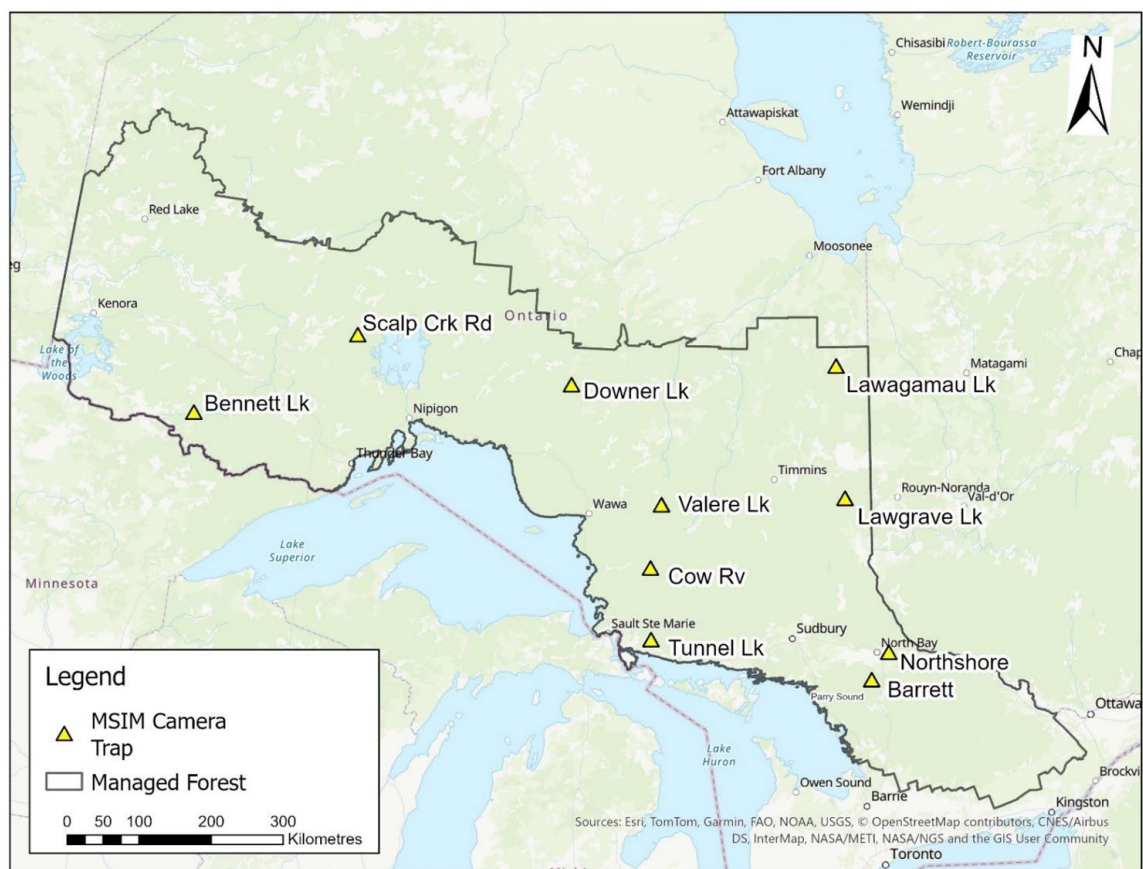 Chisasibi
Robert-Bourassa
Reservoir
N
Wemindji
Attawapiskat
Fort Albany
Red Lake
Moosonee
eg
Kenora
Scalp Crk Rd
Ontario
Lake of
the
Woods
Matagami
Chap
Lawagamau Lk
Downer Lk
Bennett Lk
Nipigon
Thunder Bay
Timmins
Rouyn-Noranda
Val-d'Or
Valere Lk
Wawa
Lawgrave Lk
Lake
Superior
Cow Rv
Minnesota
Sault Ste Marie
Sudbury
North Bay
Tunnel Lk
Northshore
Barrett
Parry Sound
Ottawa
Lake
Huron
Owen Sound
Barrie
Brockvi
Kingston
Legend
MSIM Camera
Trap
Managed Forest
0 50 100 200 300
Kilometres
Sources: Esri, TomTom, Garmin, FAO, NOAA, USGS, © OpenStreetMap contributors, CNES/Airbus
DS, InterMap, NASA/METI, NASA/NGS and the GIS User Community
Toronto